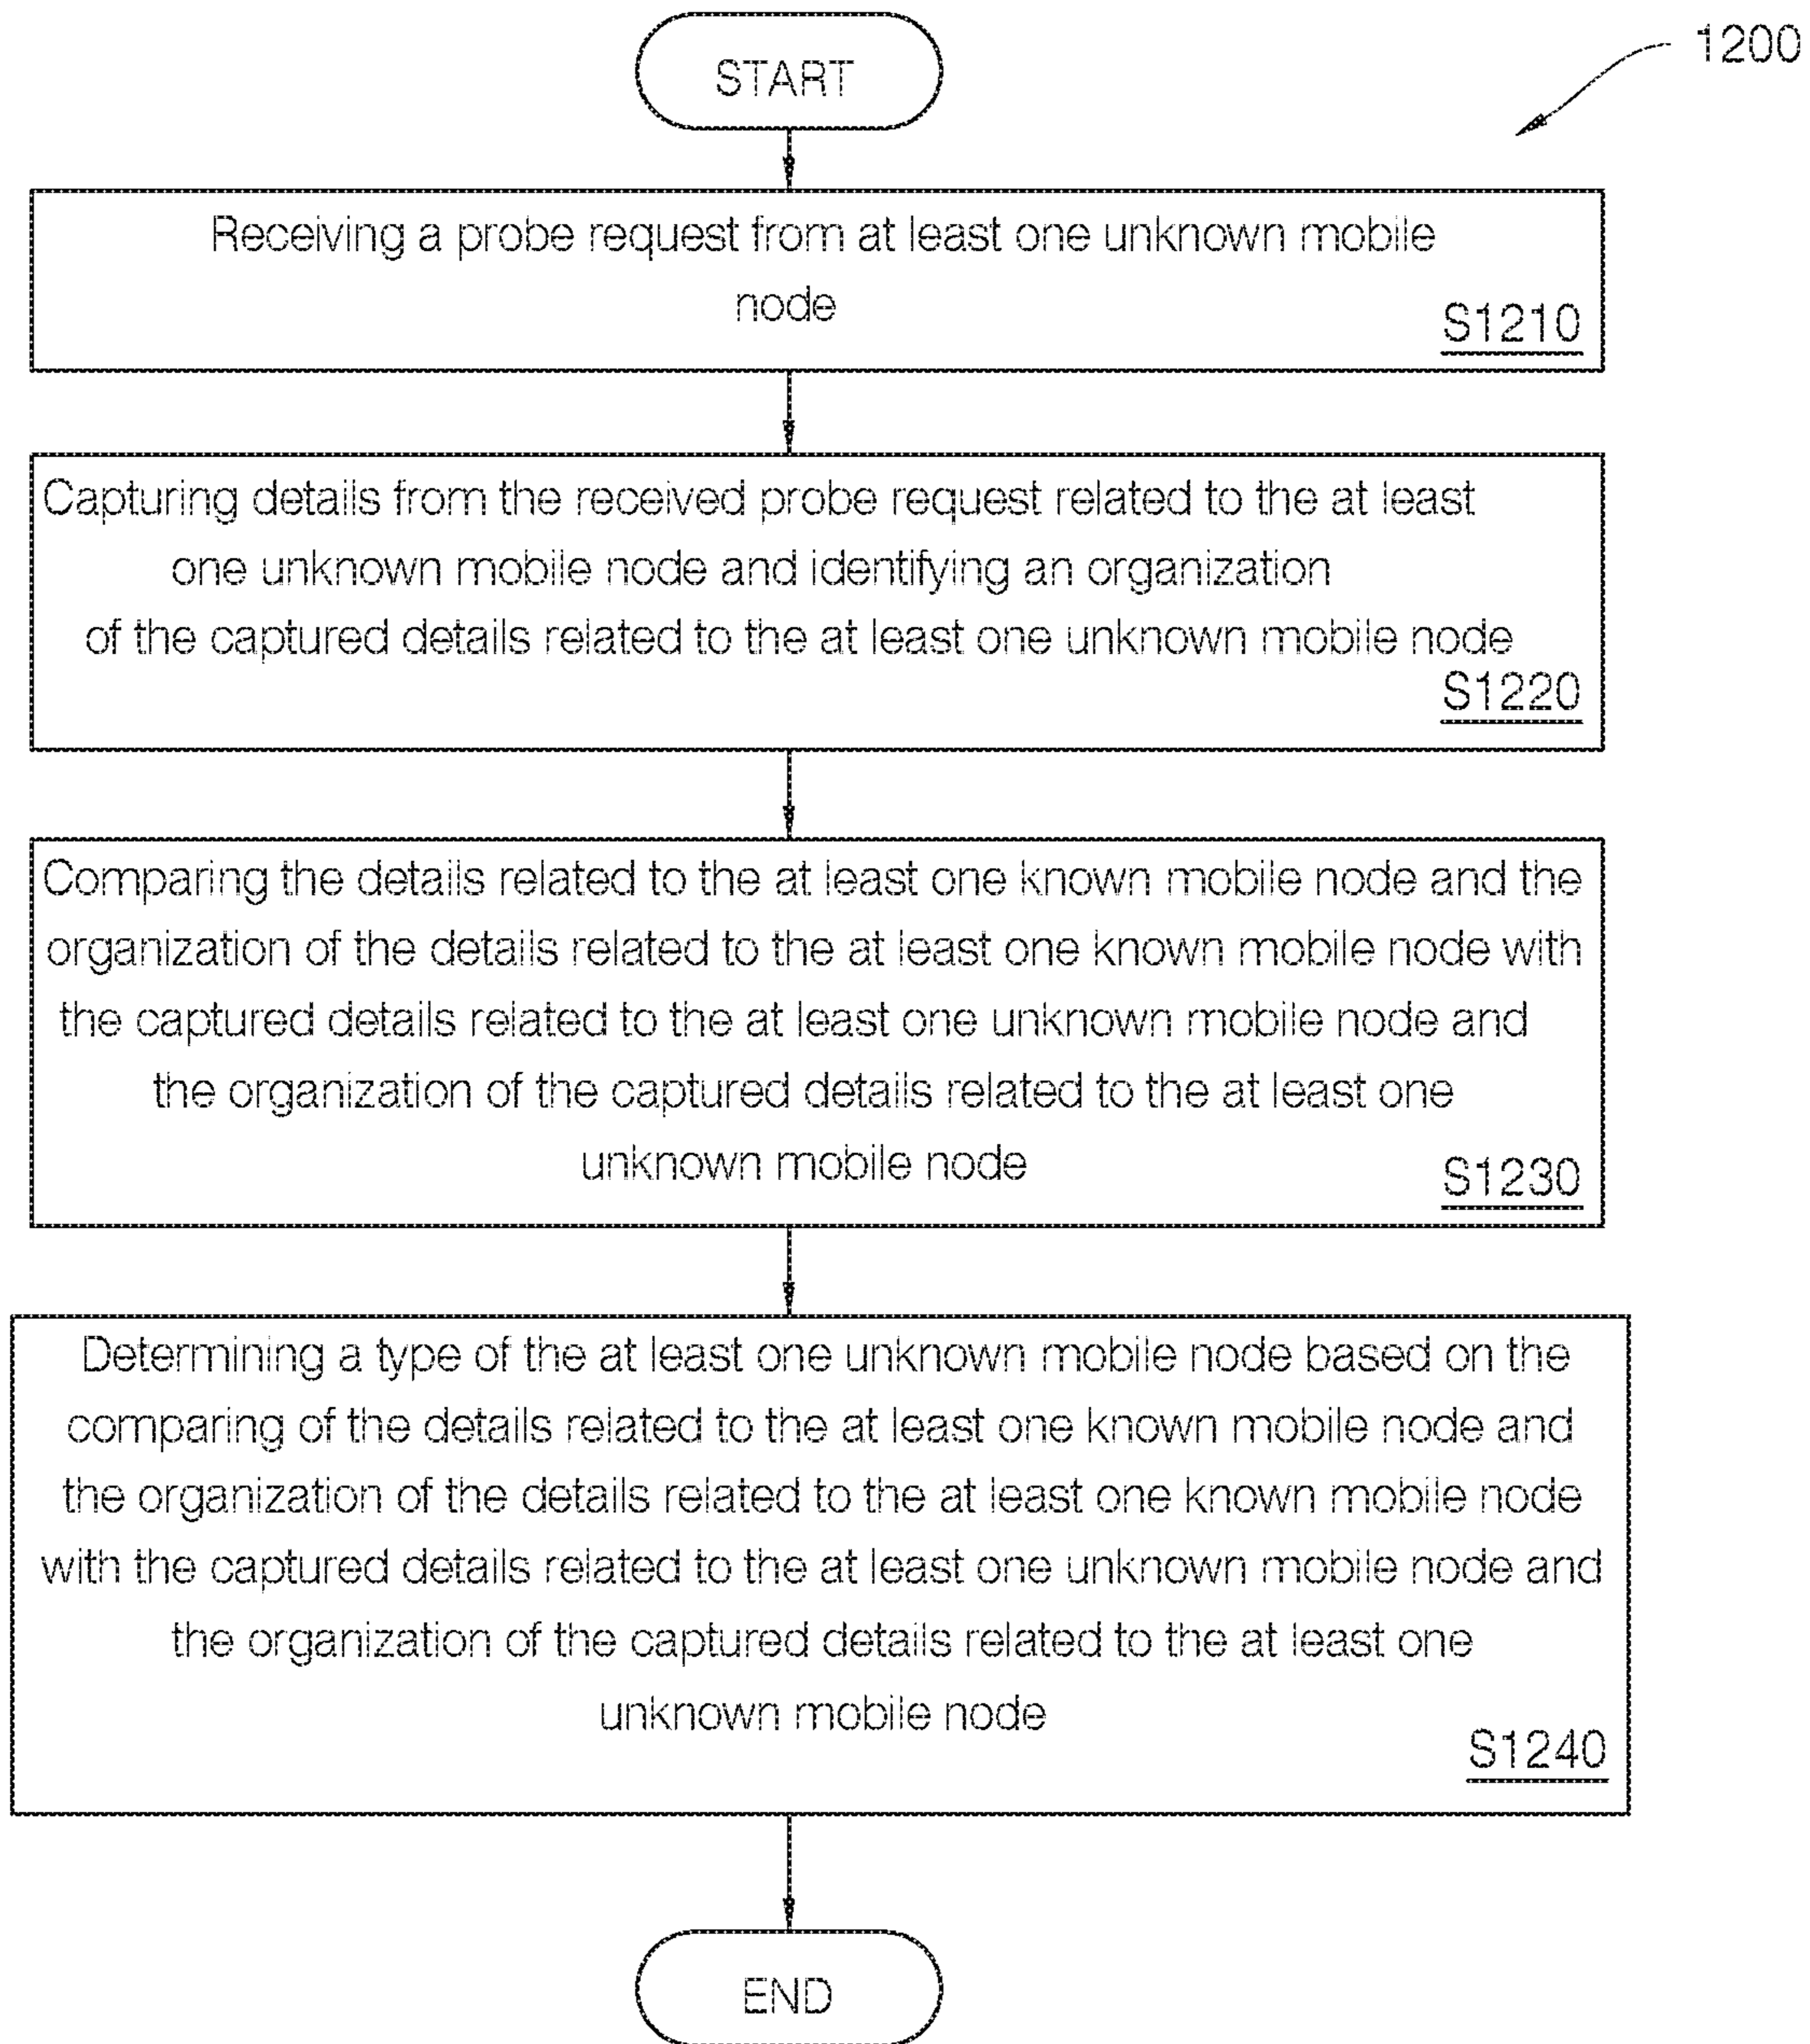 START
1200
Receiving a probe request from at least one unknown mobile
node
S1210
Capturing details from the received probe request related to the at least
one unknown mobile node and identifying an organization
of the captured details related to the at least one unknown mobile node
S1220
Comparing the details related to the at least one known mobile node and the
organization of the details related to the at least one known mobile node with
the captured details related to the at least one unknown mobile node and
the organization of the captured details related to the at least one
unknown mobile node
S1230
Determining a type of the at least one unknown mobile node based on the
comparing of the details related to the at least one known mobile node and
the organization of the details related to the at least one known mobile node
with the captured details related to the at least one unknown mobile node and
the organization of the captured details related to the at least one
unknown mobile node
S1240
END